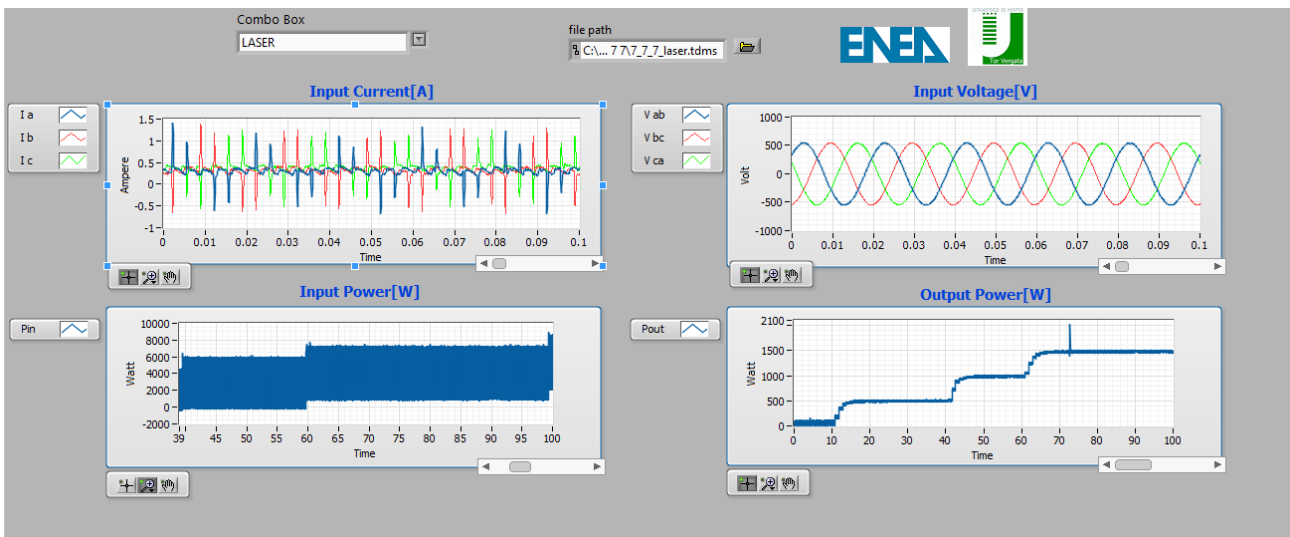 Combo Box
LASER
file path
C:\... 7 7\7_7_7_laser.tdms
ENEA
Tor Vergata
Input Current[A]
I a
I b
I c
Ampere
1.5
1
0.5
0
-0.5
-1
0 0.01 0.02 0.03 0.04 0.05 0.06 0.07 0.08 0.09 0.1
Time
Input Voltage[V]
V ab
V bc
V ca
Volt
1000
500
0
-500
-1000
0 0.01 0.02 0.03 0.04 0.05 0.06 0.07 0.08 0.09 0.1
Time
Input Power[W]
Pin
Watt
10000
8000
6000
4000
2000
0
-2000
39 45 50 55 60 65 70 75 80 85 90 95 100
Time
Output Power[W]
Pout
Watt
2100
1500
1000
500
0
0 10 20 30 40 50 60 70 80 90 100
Time